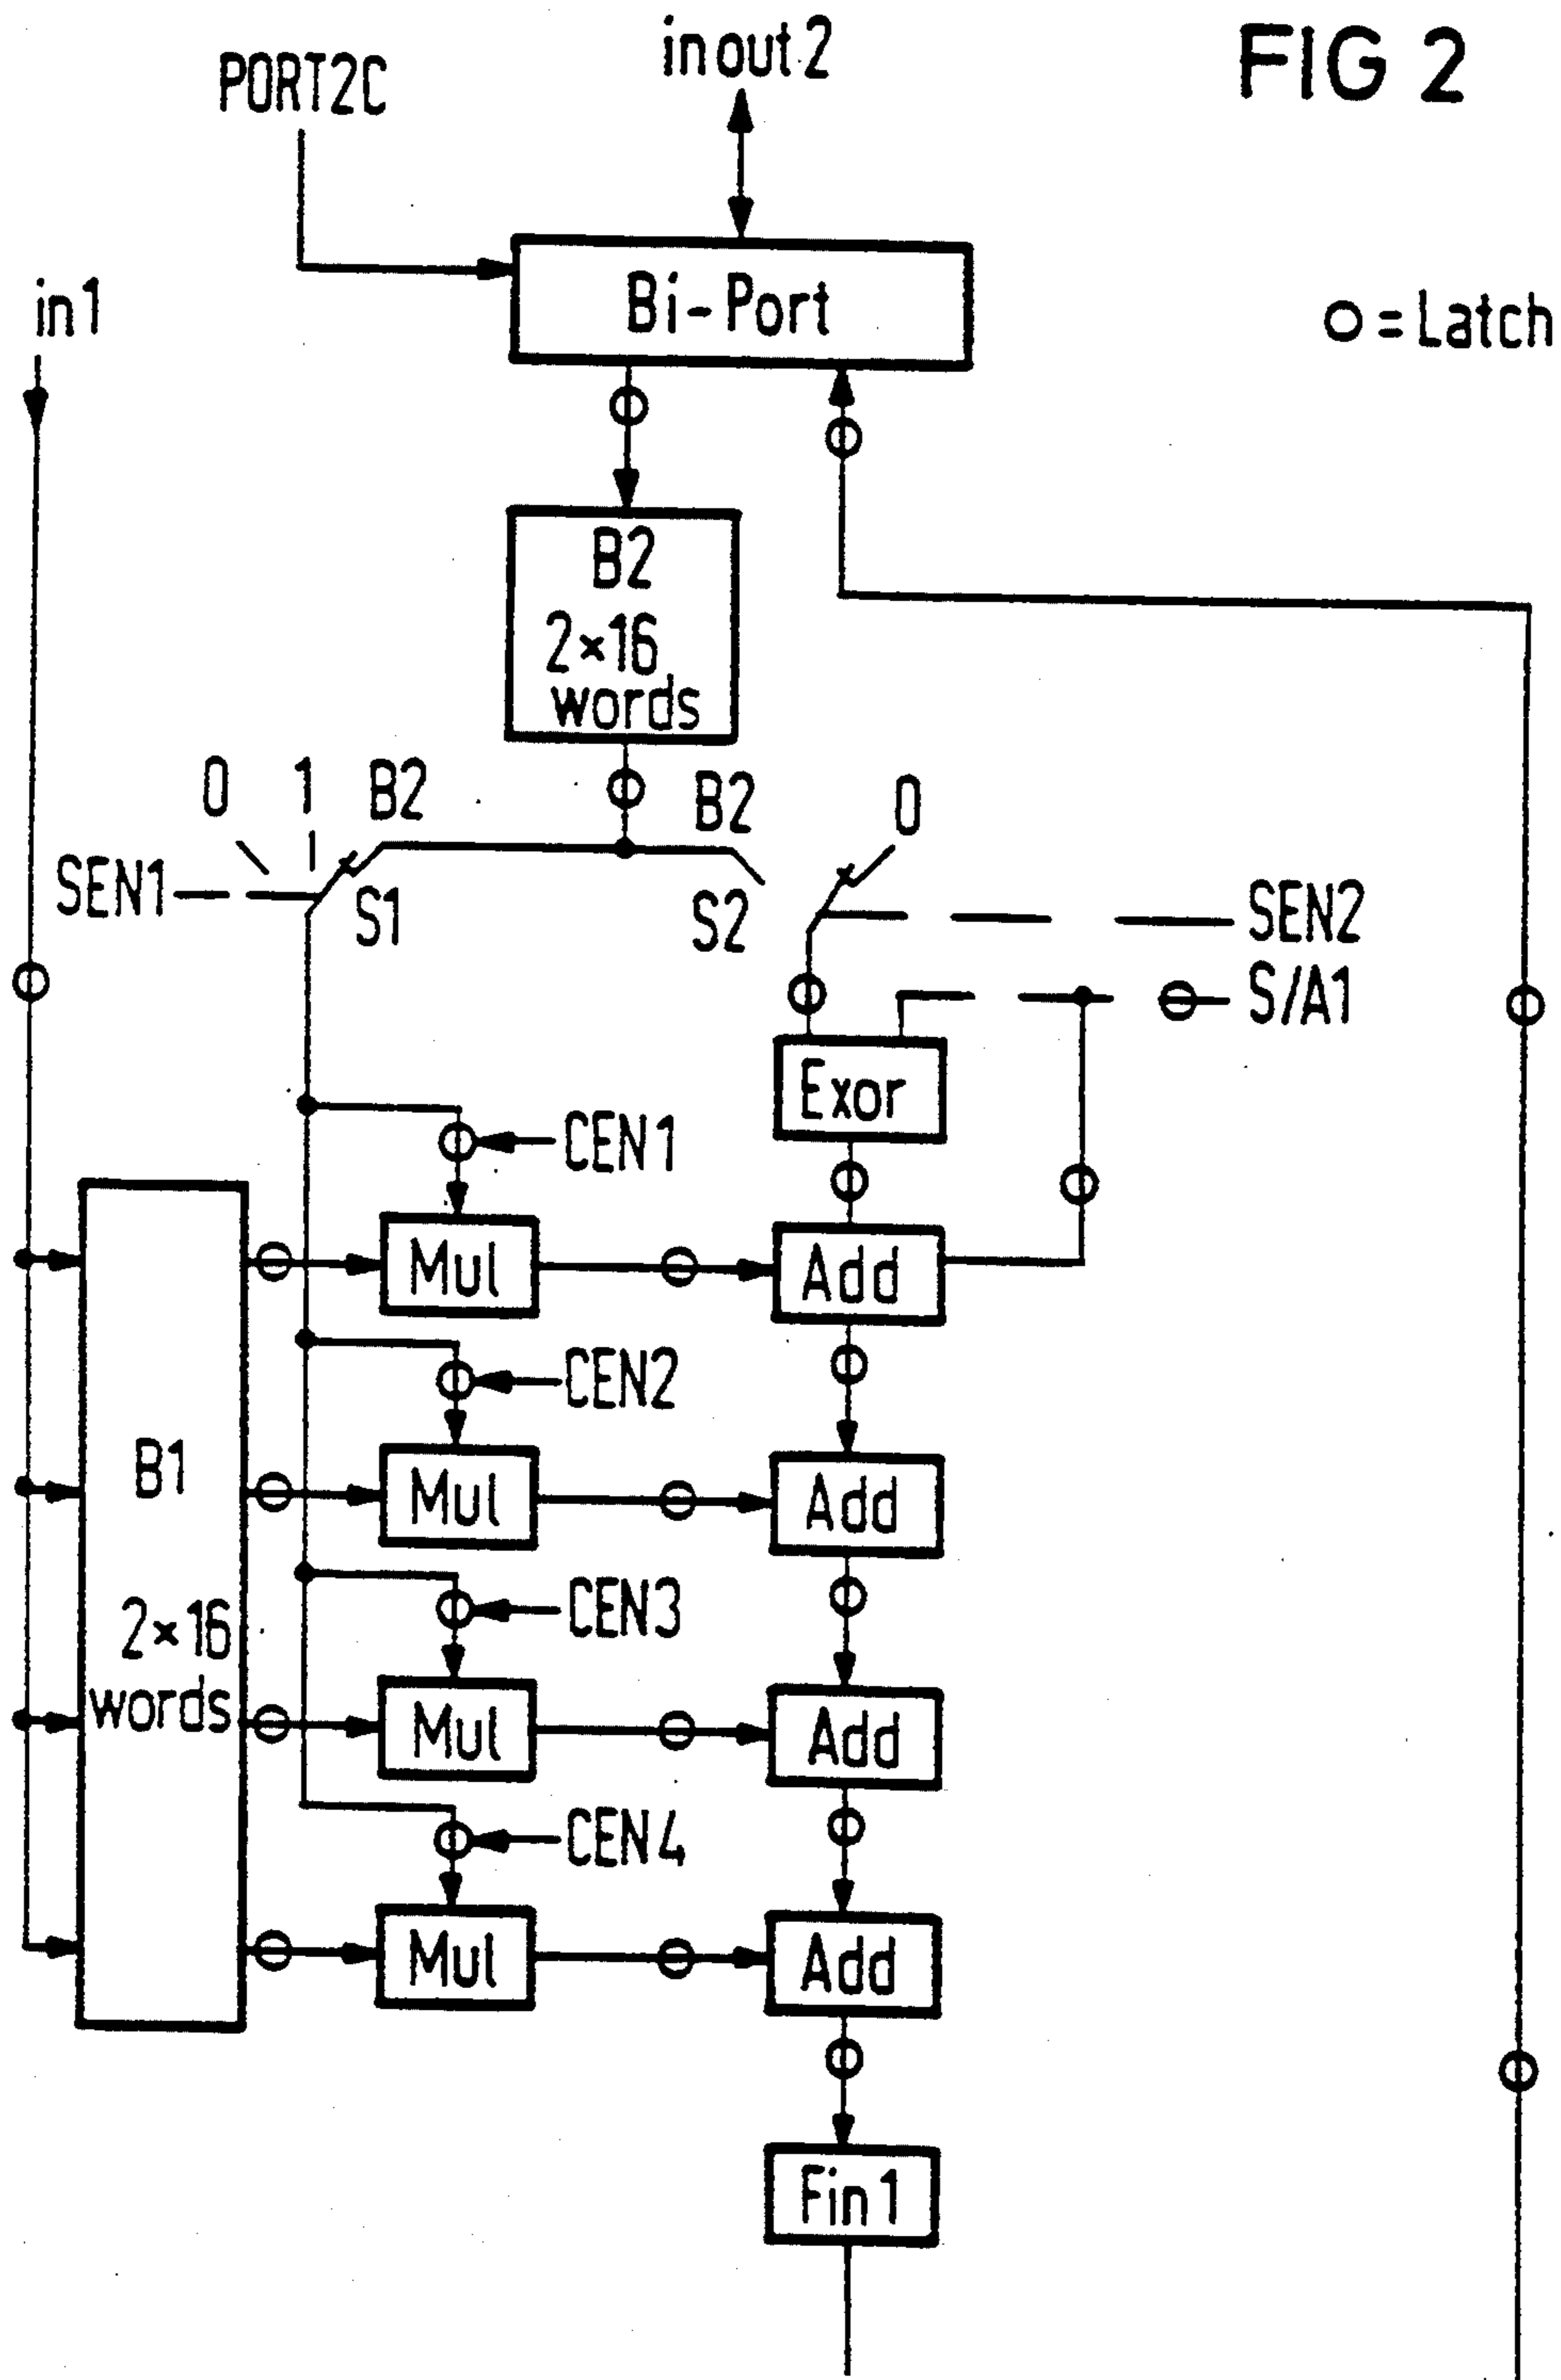 FIG 2
in out 2
PORT2C
in1
Bi-Port
O = Latch
B2
2×16
words
0 1 B2
B2 0
SEN1
S1
S2
SEN2
S/A1
Exor
CEN1
Mul
Add
CEN2
Mul
Add
B1
2×16
words
CEN3
Mul
Add
CEN4
Mul
Add
Fin1